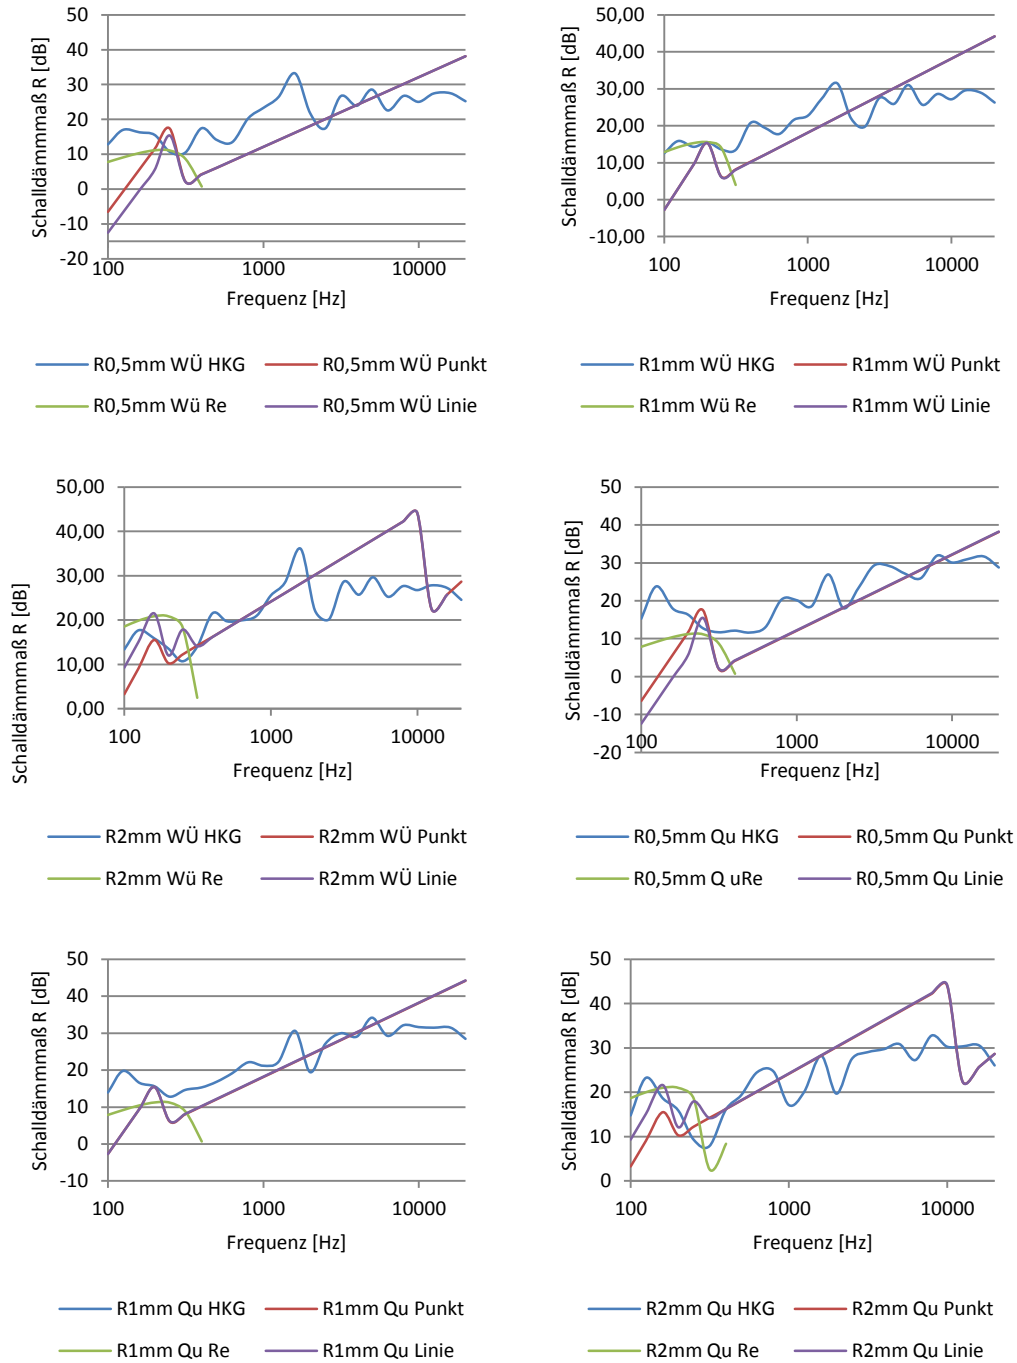 50
40
30
20
10
0
-10
-20
100
1000
10000
Schalldämmmaß R [dB]
Frequenz [Hz]
R0,5mm WÜ HKG
R0,5mm WÜ Punkt
R0,5mm Wü Re
R0,5mm WÜ Linie
50,00
40,00
30,00
20,00
10,00
0,00
-10,00
100
1000
10000
Schalldämmmaß R [dB]
Frequenz [Hz]
R1mm WÜ HKG
R1mm WÜ Punkt
R1mm Wü Re
R1mm WÜ Linie
50,00
40,00
30,00
20,00
10,00
0,00
100
1000
10000
Schalldämmmaß R [dB]
Frequenz [Hz]
R2mm WÜ HKG
R2mm WÜ Punkt
R2mm Wü Re
R2mm WÜ Linie
50
40
30
20
10
0
-10
-20
100
1000
10000
Schalldämmmaß R [dB]
Frequenz [Hz]
R0,5mm Qu HKG
R0,5mm Qu Punkt
R0,5mm Q uRe
R0,5mm Qu Linie
50
40
30
20
10
0
-10
100
1000
10000
Schalldämmmaß R [dB]
Frequenz [Hz]
R1mm Qu HKG
R1mm Qu Punkt
R1mm Qu Re
R1mm Qu Linie
50
40
30
20
10
0
100
1000
10000
Schalldämmmaß R [dB]
Frequenz [Hz]
R2mm Qu HKG
R2mm Qu Punkt
R2mm Qu Re
R2mm Qu Linie